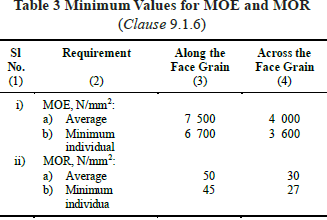 Table 3 Minimum Values for MOE and MOR
(Clause 9.1.6)
Sl No. Requirement Along the Face Grain Across the Face Grain
(1) (2) (3) (4)
i) MOE, N/mm²:
a) Average 7 500 4 000
b) Minimum individual 6 700 3 600
ii) MOR, N/mm²:
a) Average 50 30
b) Minimum individua 45 27